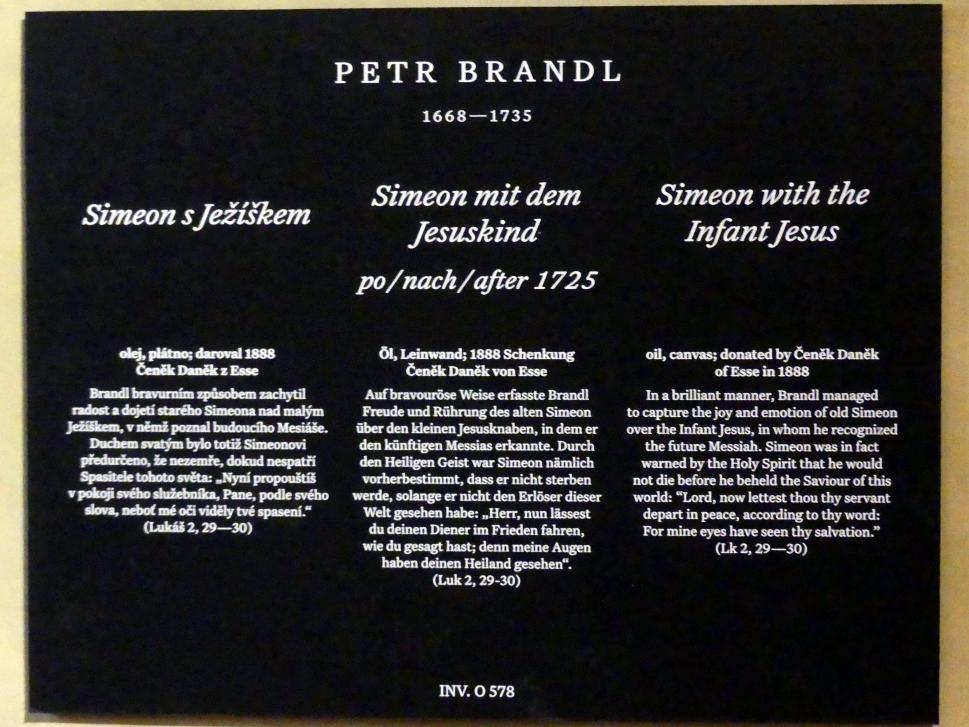 PETR BRANDL
1668—1735
Simeon s Ježíškem
Simeon mit dem
Jesuskind
Simeon with the
Infant Jesus
po / nach / after 1725
olej, plátno; daroval 1888
Čeněk Daněk z Esse
Brandl bravurním způsobem zachytil
radost a dojetí starého Simeona nad malým
Ježíškem, v němž poznal budoucího Mesiáše.
Duchem svatým bylo totiž Simeonovi
předurčeno, že nezemře, dokud nespatří
Spasitele tohoto světa: „Nyní propouštíš
v pokoji svého služebníka, Pane, podle svého
slova, neboť mé oči viděly tvé spasení.“
(Lukáš 2, 29—30)
Öl, Leinwand; 1888 Schenkung
Čeněk Daněk von Esse
Auf bravouröse Weise erfasste Brandl
Freude und Rührung des alten Simeon
über den kleinen Jesusknaben, in dem er
den künftigen Messias erkannte. Durch
den Heiligen Geist war Simeon nämlich
vorherbestimmt, dass er nicht sterben
werde, solange er nicht den Erlöser dieser
Welt gesehen habe: „Herr, nun lässest
du deinen Diener im Frieden fahren,
wie du gesagt hast; denn meine Augen
haben deinen Heiland gesehen“.
(Luk 2, 29-30)
oil, canvas; donated by Čeněk Daněk
of Esse in 1888
In a brilliant manner, Brandl managed
to capture the joy and emotion of old Simeon
over the Infant Jesus, in whom he recognized
the future Messiah. Simeon was in fact
warned by the Holy Spirit that he would
not die before he beheld the Saviour of this
world: “Lord, now lettest thou thy servant
depart in peace, according to thy word:
For mine eyes have seen thy salvation.”
(Lk 2, 29—30)
INV. O 578